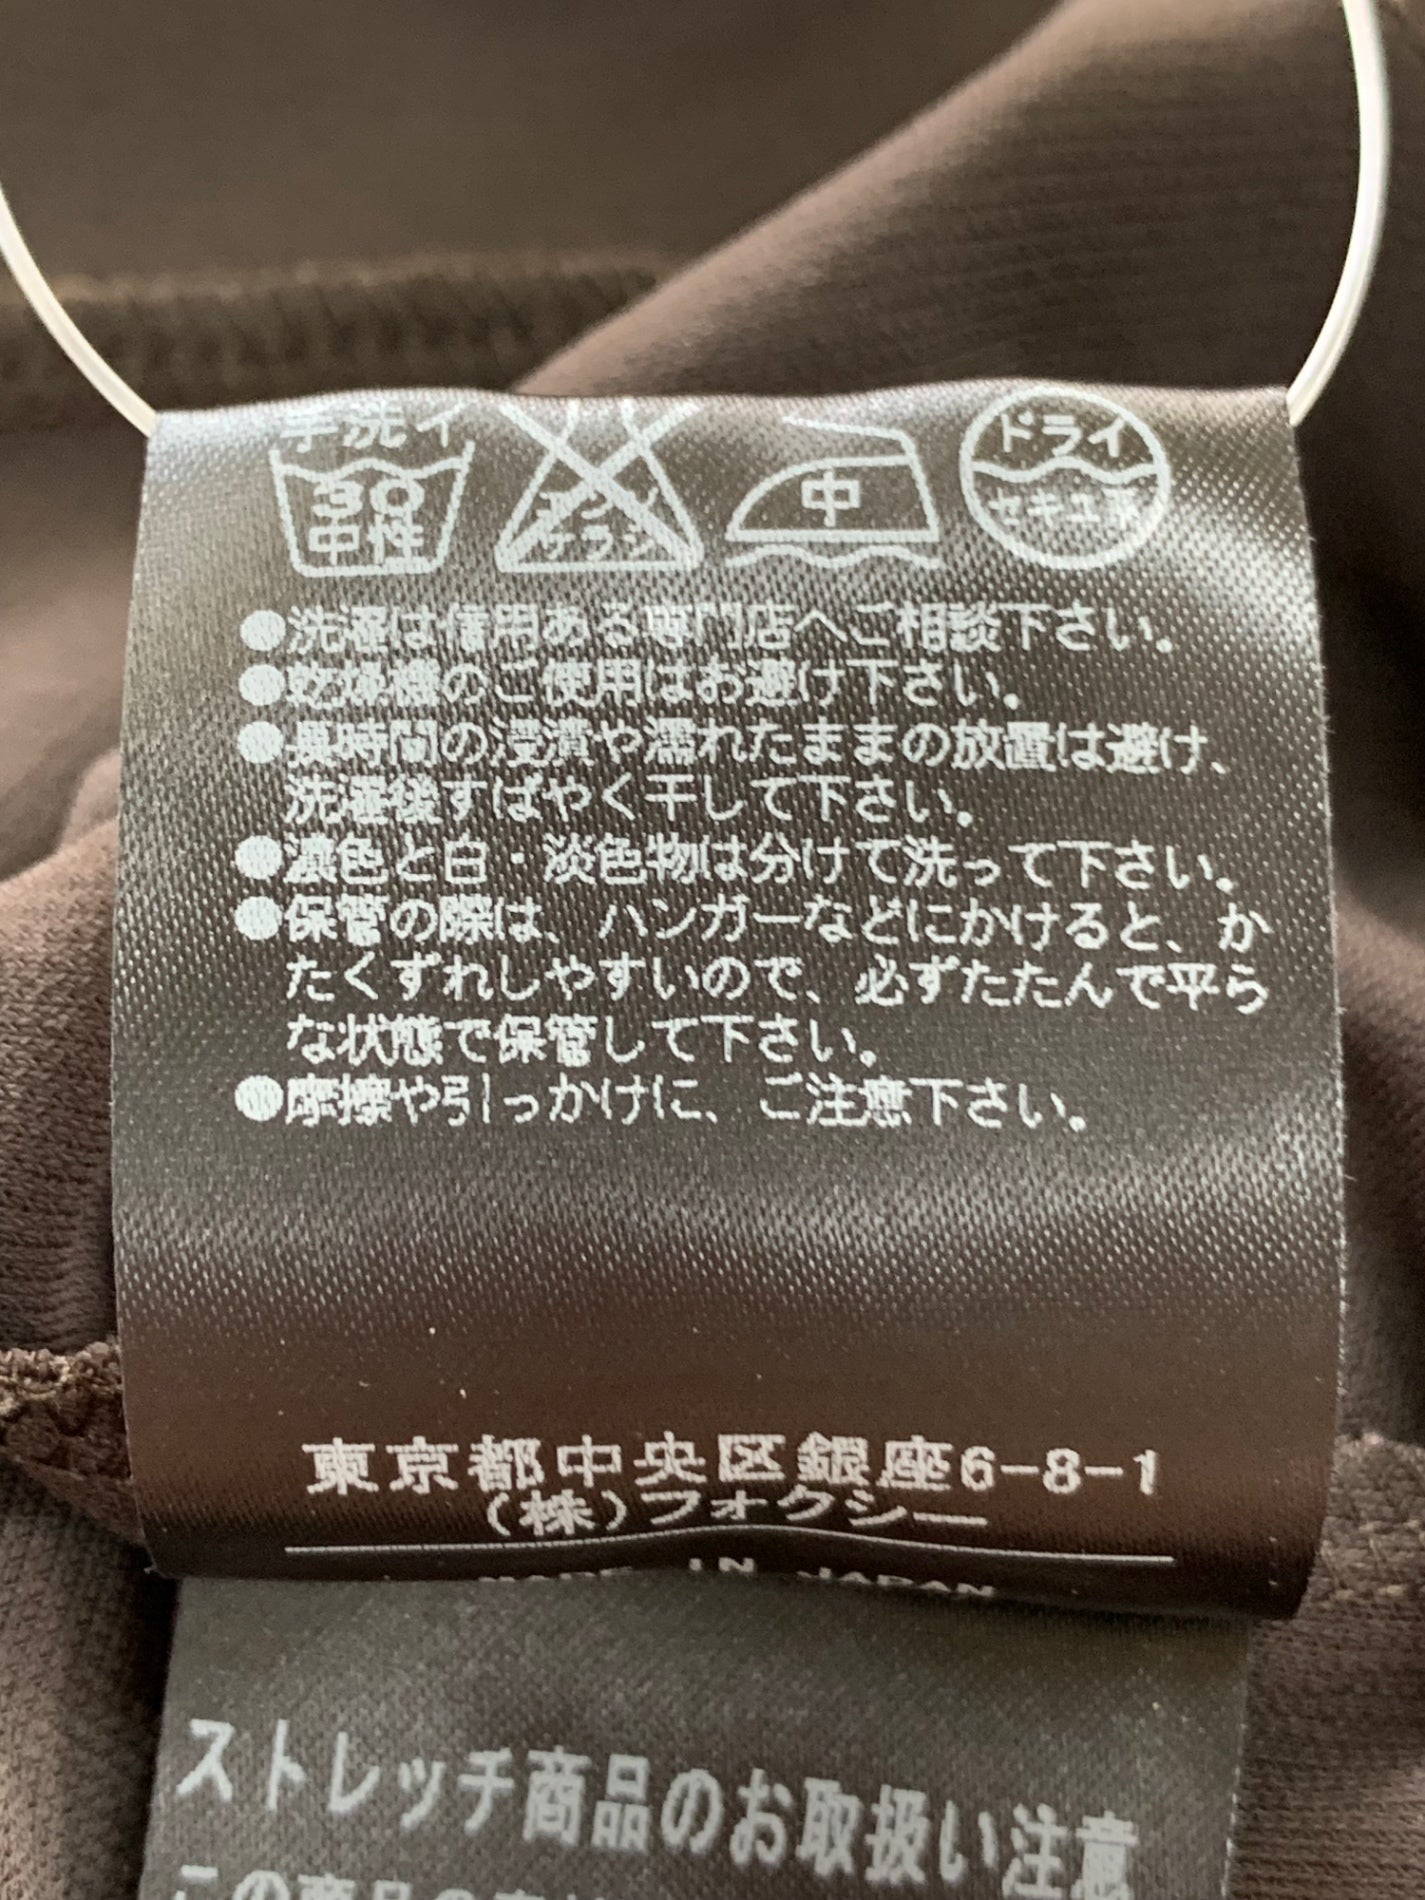 手洗イ
30
中性
エンソ
サラシ
中
ドライ
セキユ系
●洗濯は信用ある専門店へご相談下さい。
●乾燥機のご使用はお避け下さい。
●長時間の浸漬や濡れたままの放置は避け、
洗濯後すばやく干して下さい。
●濃色と白・淡色物は分けて洗って下さい。
●保管の際は、ハンガーなどにかけると、か
たくずれしやすいので、必ずたたんで平ら
な状態で保管して下さい。
●摩擦や引っかけに、ご注意下さい。
東京都中央区銀座6-8-1
(株)フォクシー
MADE IN JAPAN
ストレッチ商品のお取扱い注意
この商品の